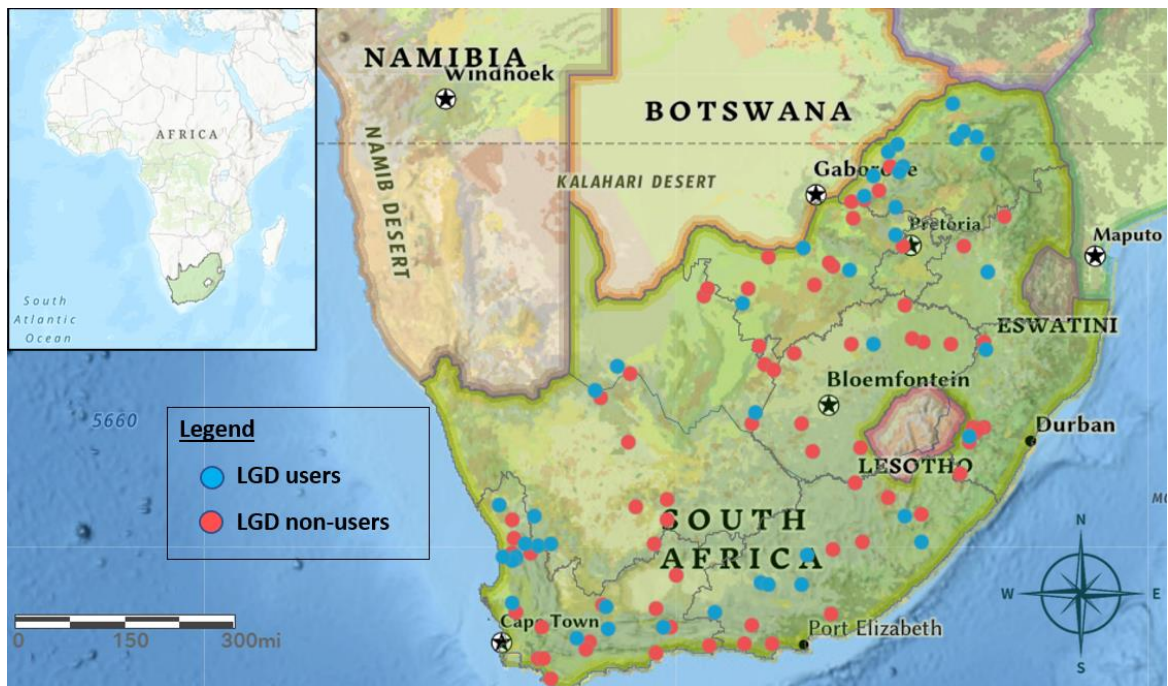 AFRICA
South
Atlantic
Ocean
NAMIBIA
Windhoek
NAMIB DESERT
BOTSWANA
KALAHARI DESERT
Pretoria
Maputo
ESWATINI
Bloemfontein
Durban
LESOTHO
SOUTH
AFRICA
Port Elizabeth
Cape Town
5660
Legend
LGD users
LGD non-users
0 150 300mi
N
W E
S